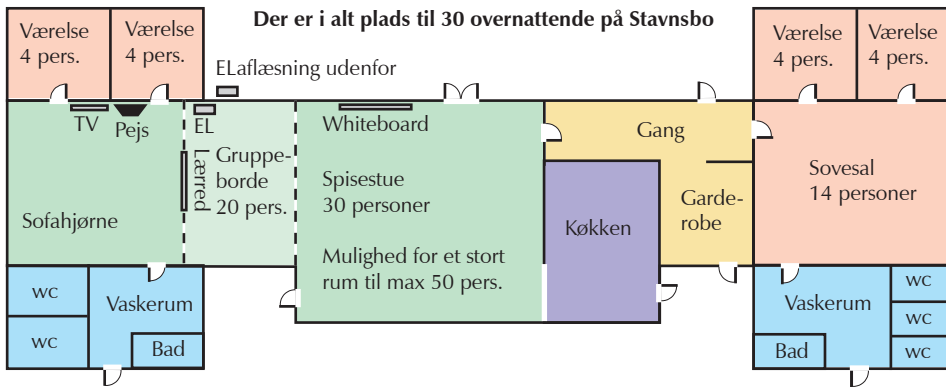 Der er i alt plads til 30 overnattende på Stavnsbo
Værelse
4 pers.
Værelse
4 pers.
ELaflæsning udenfor
Værelse
4 pers.
Værelse
4 pers.
TV
Pejs
EL
Lærred
Gruppe-
borde
20 pers.
Sofahjørne
Whiteboard
Spisestue
30 personer
Mulighed for et stort
rum til max 50 pers.
Gang
Garde-
robe
Køkken
Sovesal
14 personer
wc
wc
Vaskerum
Bad
Vaskerum
Bad
wc
wc
wc